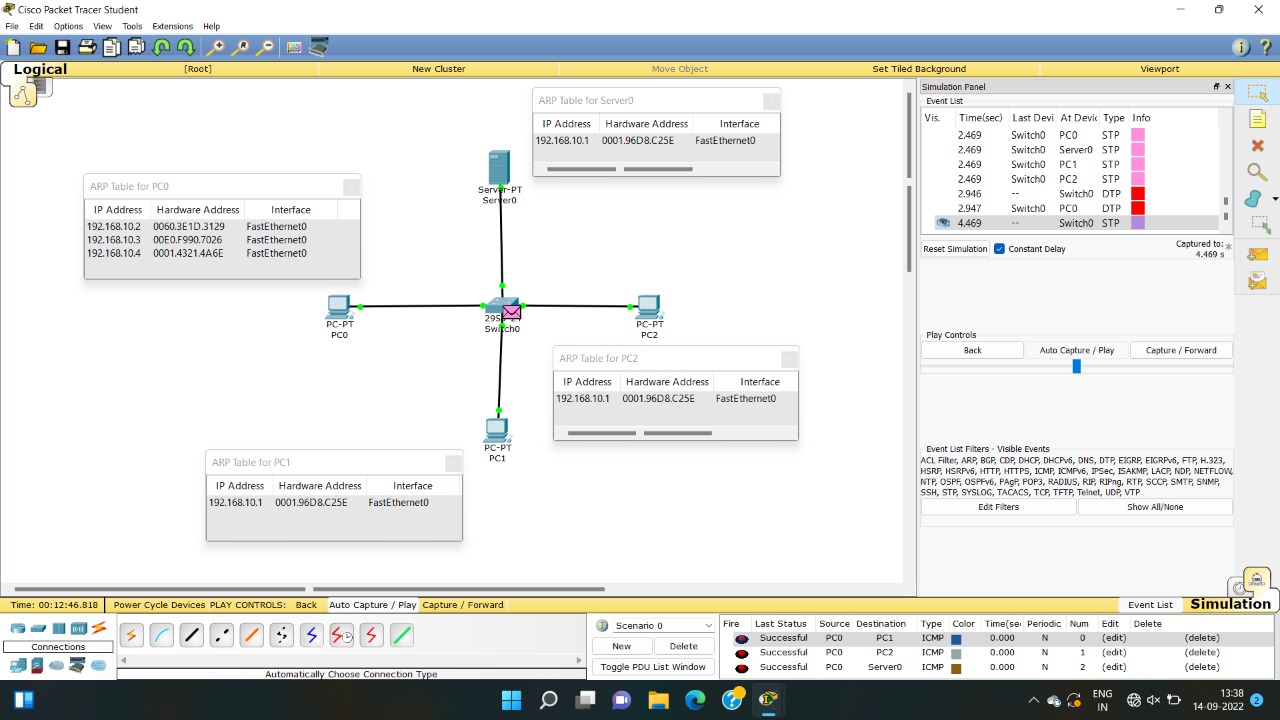 Cisco Packet Tracer Student
File Edit Options View Tools Extensions Help
Logical [Root] New Cluster Move Object Set Tiled Background Viewport
ARP Table for Server0
IP Address Hardware Address Interface
192.168.10.1 0001.96D8.C25E FastEthernet0
Server-PT
Server0
ARP Table for PC0
IP Address Hardware Address Interface
192.168.10.2 0060.3E1D.3129 FastEthernet0
192.168.10.3 00E0.F990.7026 FastEthernet0
192.168.10.4 0001.4321.4A6E FastEthernet0
PC-PT
PC0
Switch0
PC-PT
PC2
ARP Table for PC2
IP Address Hardware Address Interface
192.168.10.1 0001.96D8.C25E FastEthernet0
PC-PT
PC1
ARP Table for PC1
IP Address Hardware Address Interface
192.168.10.1 0001.96D8.C25E FastEthernet0
Simulation Panel
Event List
Vis. Time(sec) Last Devi At Devic Type Info
2.469 Switch0 PC0 STP
2.469 Switch0 Server0 STP
2.469 Switch0 PC1 STP
2.469 Switch0 PC2 STP
2.946 -- Switch0 DTP
2.947 Switch0 PC0 DTP
4.469 -- Switch0 STP
Reset Simulation Constant Delay Captured to: *
4.469 s
Play Controls
Back Auto Capture / Play Capture / Forward
Event List Filters - Visible Events
ACL Filter, ARP, BGP, CDP, DHCP, DHCPv6, DNS, DTP, EIGRP, EIGRPv6, FTP, H.323,
HSRP, HSRPv6, HTTP, HTTPS, ICMP, ICMPv6, IPSec, ISAKMP, LACP, NDP, NETFLOW,
NTP, OSPF, OSPFv6, PAgP, POP3, RADIUS, RIP, RIPng, RTP, SCCP, SMTP, SNMP,
SSH, STP, SYSLOG, TACACS, TCP, TFTP, Telnet, UDP, VTP
Edit Filters Show All/None
Time: 00:12:46.818 Power Cycle Devices PLAY CONTROLS: Back Auto Capture / Play Capture / Forward Event List Simulation
Connections
Automatically Choose Connection Type
Scenario 0
New Delete
Toggle PDU List Window
Fire Last Status Source Destination Type Color Time(sec Periodic Num Edit Delete
Successful PC0 PC1 ICMP 0.000 N 0 (edit) (delete)
Successful PC0 PC2 ICMP 0.000 N 1 (edit) (delete)
Successful PC0 Server0 ICMP 0.000 N 2 (edit) (delete)
ENG
IN
13:38
14-09-2022
2